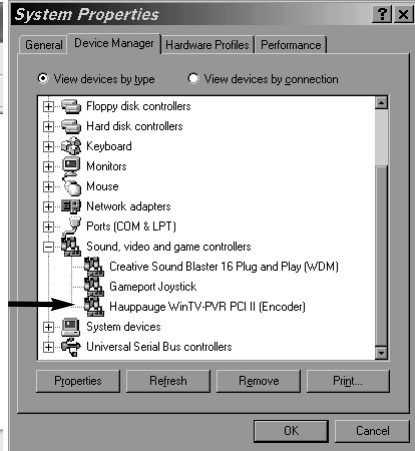 System Properties
? X
General Device Manager Hardware Profiles Performance
View devices by type View devices by connection
Floppy disk controllers
Hard disk controllers
Keyboard
Monitors
Mouse
Network adapters
Ports (COM & LPT)
Sound, video and game controllers
Creative Sound Blaster 16 Plug and Play (WDM)
Gameport Joystick
Hauppauge WinTV-PVR PCI II (Encoder)
System devices
Universal Serial Bus controllers
Properties Refresh Remove Print...
OK Cancel